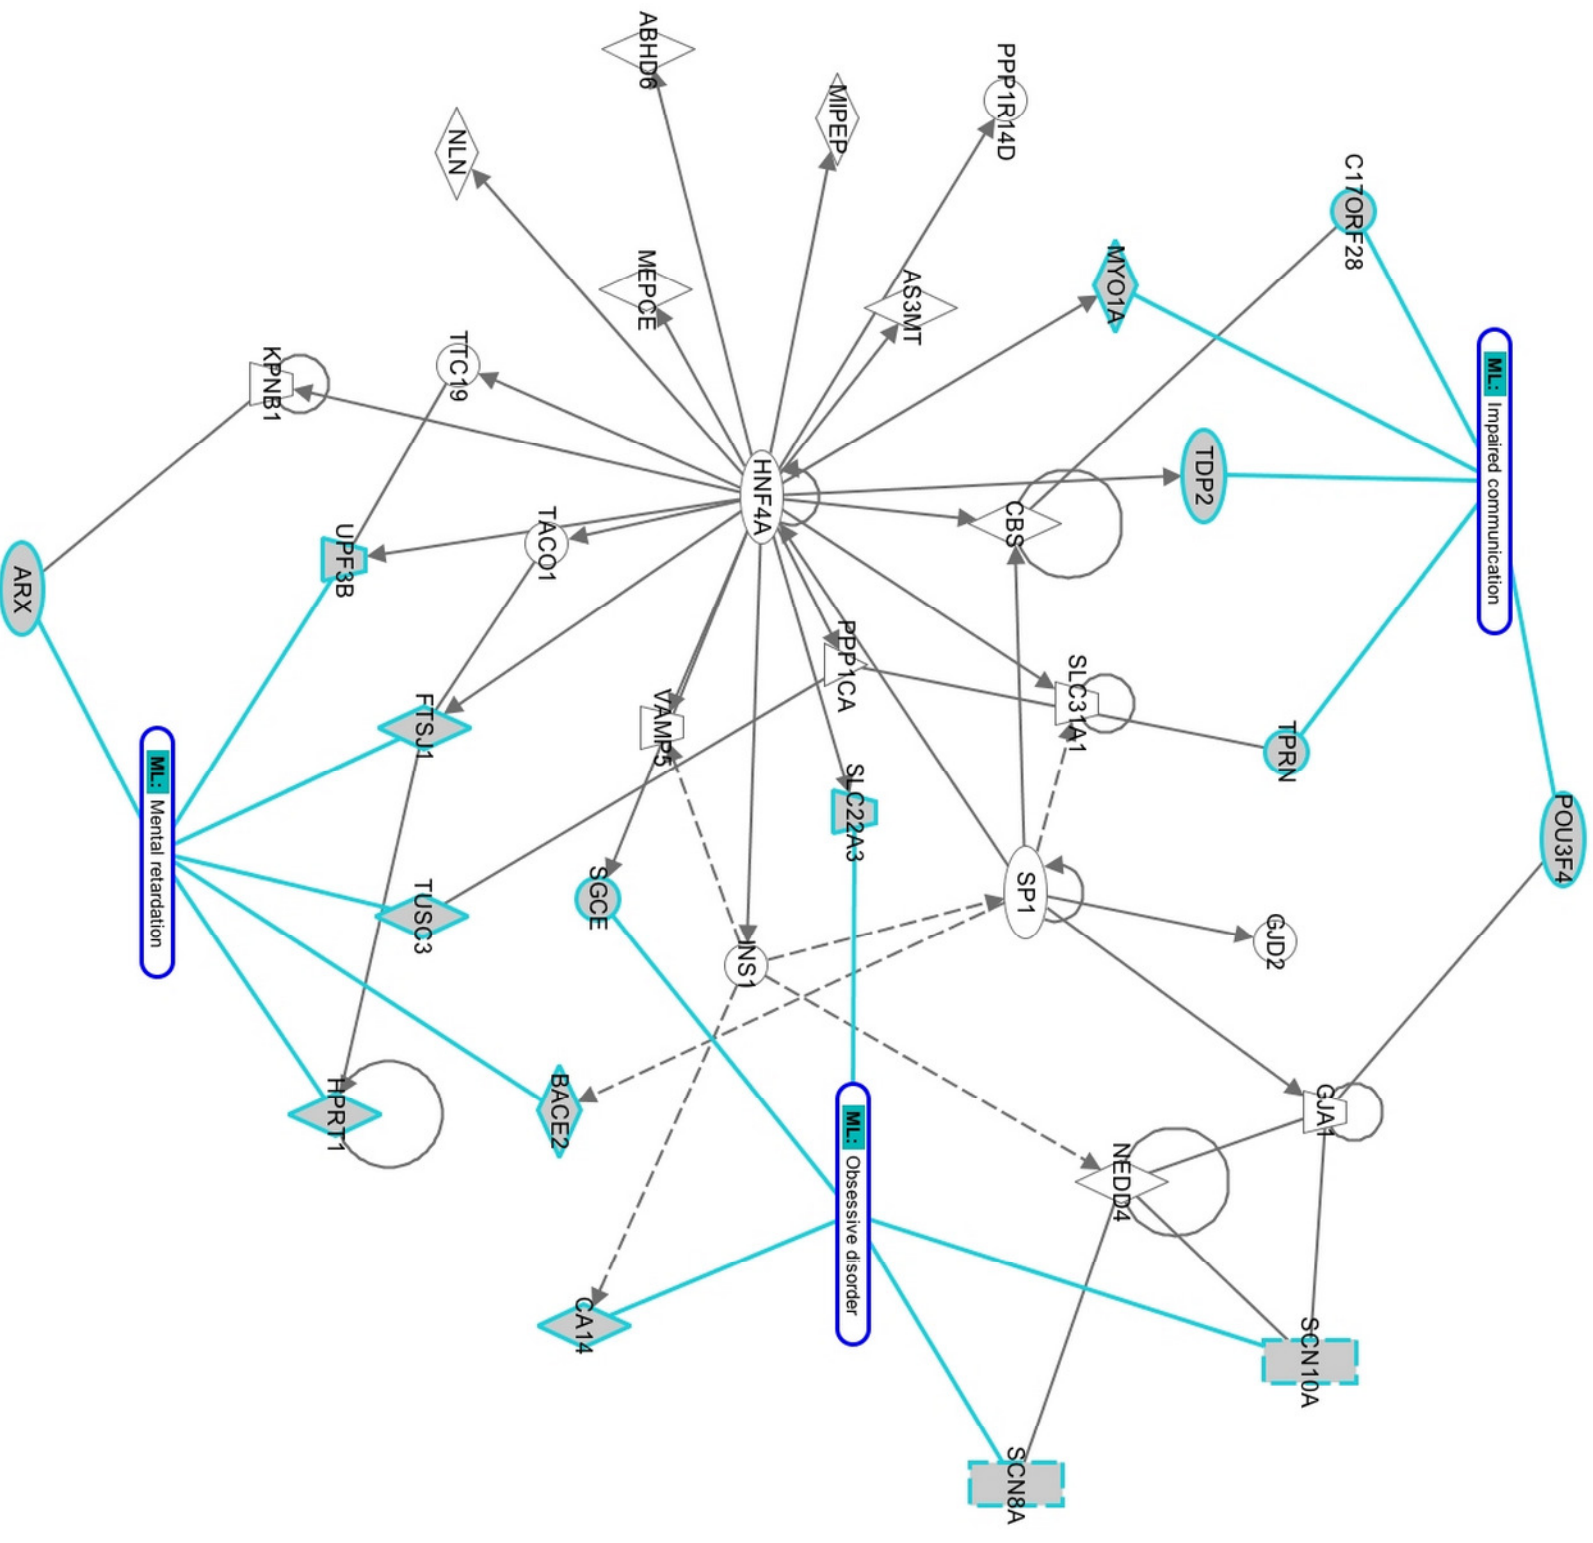 ABHD6
PPP1R14D
MIPEP
NLN
C17ORF28
MYO1A
MEPCE
AS3MT
TTC19
KPNB1
ML: Impaired communication
TDP2
HNF4A
CBS
TACO1
UPF3B
ARX
PPP1CA
SLC31A1
VAMP5
FTSJ1
TPRN
SLC22A3
POU3F4
ML: Mental retardation
TUSC3
SGCE
SP1
GJD2
INS1
HPRT1
BACE2
GJA1
NEDD4
ML: Obsessive disorder
CA14
SCN10A
SCN8A